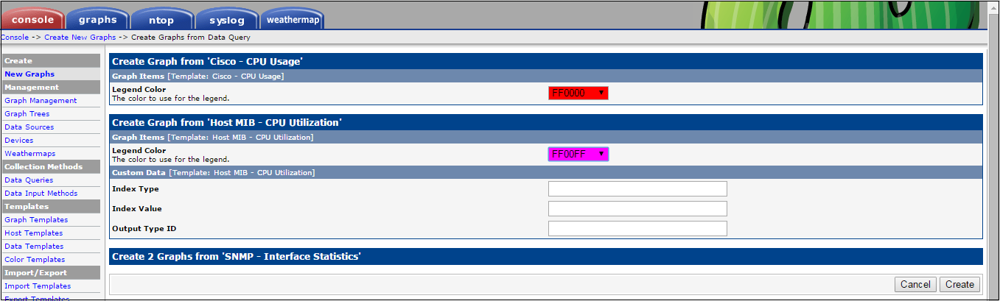 console
graphs
ntop
syslog
weathermap
Console -> Create New Graphs -> Create Graphs from Data Query
Create
New Graphs
Management
Graph Management
Graph Trees
Data Sources
Devices
Weathermaps
Collection Methods
Data Queries
Data Input Methods
Templates
Graph Templates
Host Templates
Data Templates
Color Templates
Import/Export
Import Templates
Export Templates
Create Graph from 'Cisco - CPU Usage'
Graph Items [Template: Cisco - CPU Usage]
Legend Color
The color to use for the legend.
FF0000
Create Graph from 'Host MIB - CPU Utilization'
Graph Items [Template: Host MIB - CPU Utilization]
Legend Color
The color to use for the legend.
FF00FF
Custom Data [Template: Host MIB - CPU Utilization]
Index Type
Index Value
Output Type ID
Create 2 Graphs from 'SNMP - Interface Statistics'
Cancel
Create